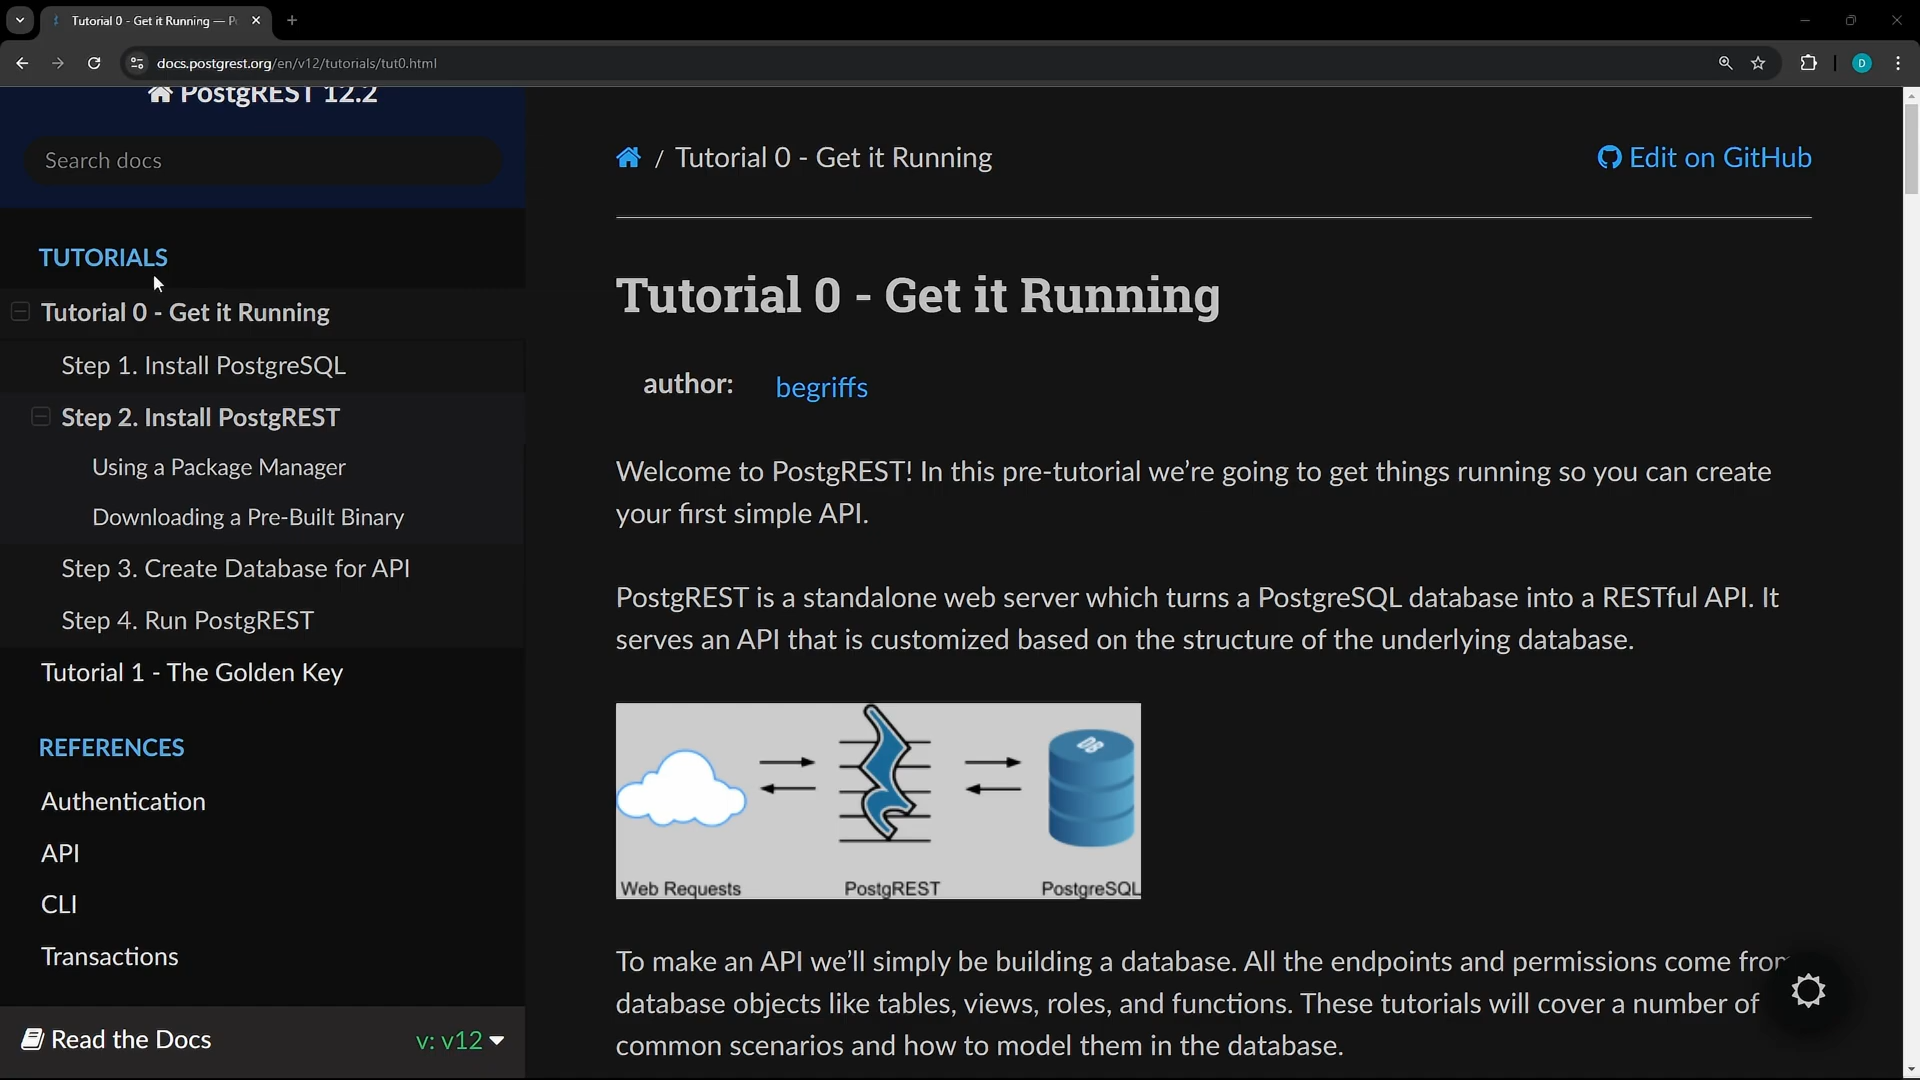 Tutorial 0 - Get it Running — P
docs.postgrest.org/en/v12/tutorials/tut0.html
PostgREST 12.2
Search docs
TUTORIALS
Tutorial 0 - Get it Running
Step 1. Install PostgreSQL
Step 2. Install PostgREST
Using a Package Manager
Downloading a Pre-Built Binary
Step 3. Create Database for API
Step 4. Run PostgREST
Tutorial 1 - The Golden Key
REFERENCES
Authentication
API
CLI
Transactions
Read the Docs
v: v12
/ Tutorial 0 - Get it Running
Edit on GitHub
Tutorial 0 - Get it Running
author: begriffs
Welcome to PostgREST! In this pre-tutorial we’re going to get things running so you can create
your first simple API.
PostgREST is a standalone web server which turns a PostgreSQL database into a RESTful API. It
serves an API that is customized based on the structure of the underlying database.
DB
Web Requests
PostgREST
PostgreSQL
To make an API we’ll simply be building a database. All the endpoints and permissions come from
database objects like tables, views, roles, and functions. These tutorials will cover a number of
common scenarios and how to model them in the database.
D